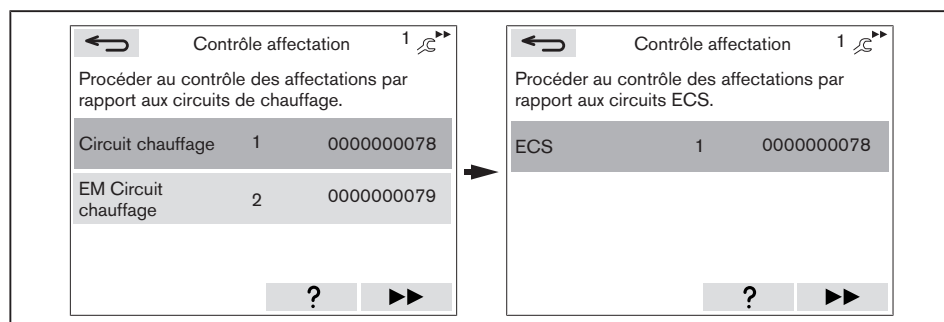 Contrôle affectation 1
Procéder au contrôle des affectations par
rapport aux circuits de chauffage.
Circuit chauffage 1 0000000078
EM Circuit
chauffage 2 0000000079
?
Contrôle affectation 1
Procéder au contrôle des affectations par
rapport aux circuits ECS.
ECS 1 0000000078
?